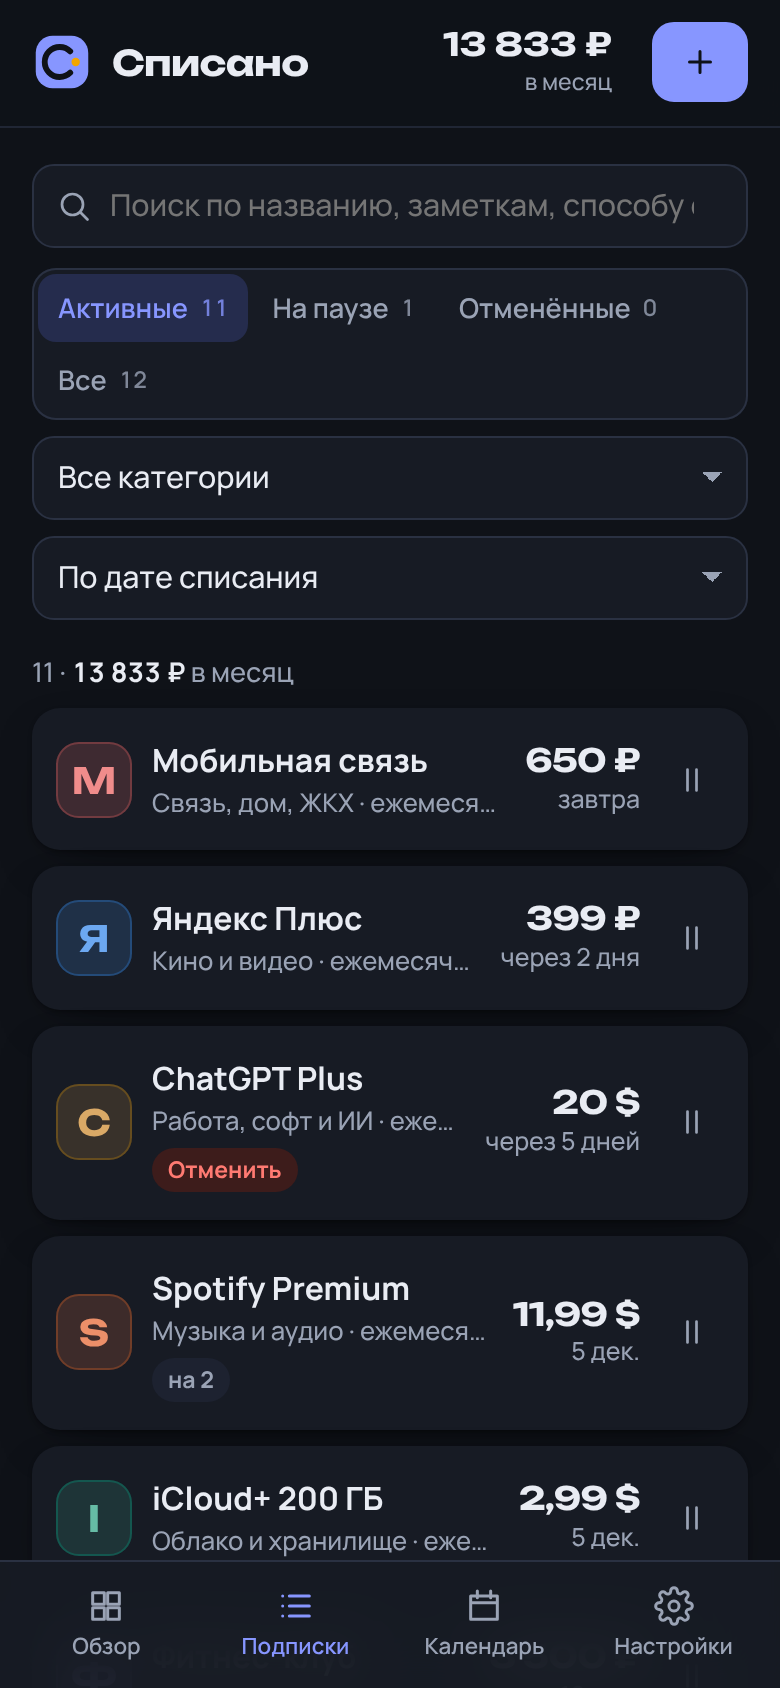 Списано
13 833 ₽
в месяц
Поиск по названию, заметкам, способу
Активные 11 На паузе 1 Отменённые 0
Все 12
Все категории
По дате списания
11 · 13 833 ₽ в месяц
М
Мобильная связь
Связь, дом, ЖКХ · ежемеся...
650 ₽
завтра
Я
Яндекс Плюс
Кино и видео · ежемесяч...
399 ₽
через 2 дня
C
ChatGPT Plus
Работа, софт и ИИ · еже...
Отменить
20 $
через 5 дней
S
Spotify Premium
Музыка и аудио · ежемеся...
на 2
11,99 $
5 дек.
I
iCloud+ 200 ГБ
Облако и хранилище · еже...
2,99 $
5 дек.
Обзор Подписки Календарь Настройки